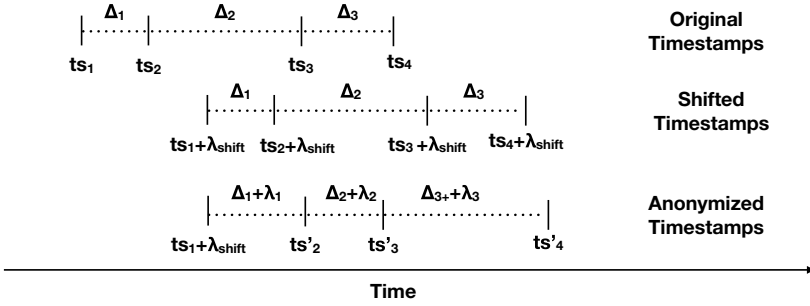 Δ1 Δ2 Δ3
Original
Timestamps
ts1 ts2 ts3 ts4
Δ1 Δ2 Δ3
Shifted
Timestamps
ts1+λshift ts2+λshift ts3+λshift ts4+λshift
Δ1+λ1 Δ2+λ2 Δ3++λ3
Anonymized
Timestamps
ts1+λshift ts'2 ts'3 ts'4
Time